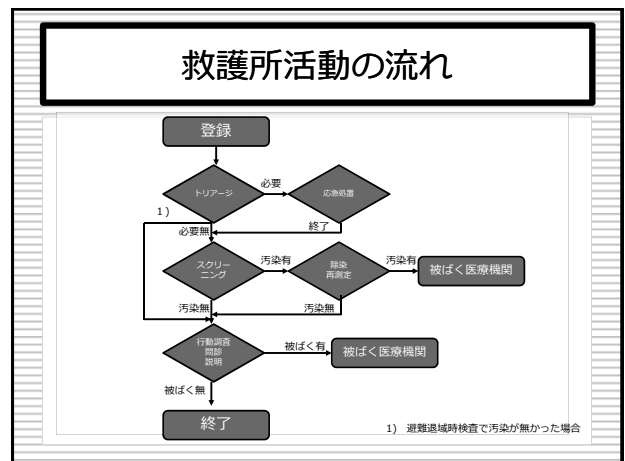 救護所活動の流れ
登録
トリアージ
必要
応急処置
1)
必要無
終了
スクリー
ニング
汚染有
除染
再測定
汚染有
被ばく医療機関
汚染無
汚染無
行動調査
問診
説明
被ばく有
被ばく医療機関
被ばく無
終了
1) 避難退域時検査で汚染が無かった場合